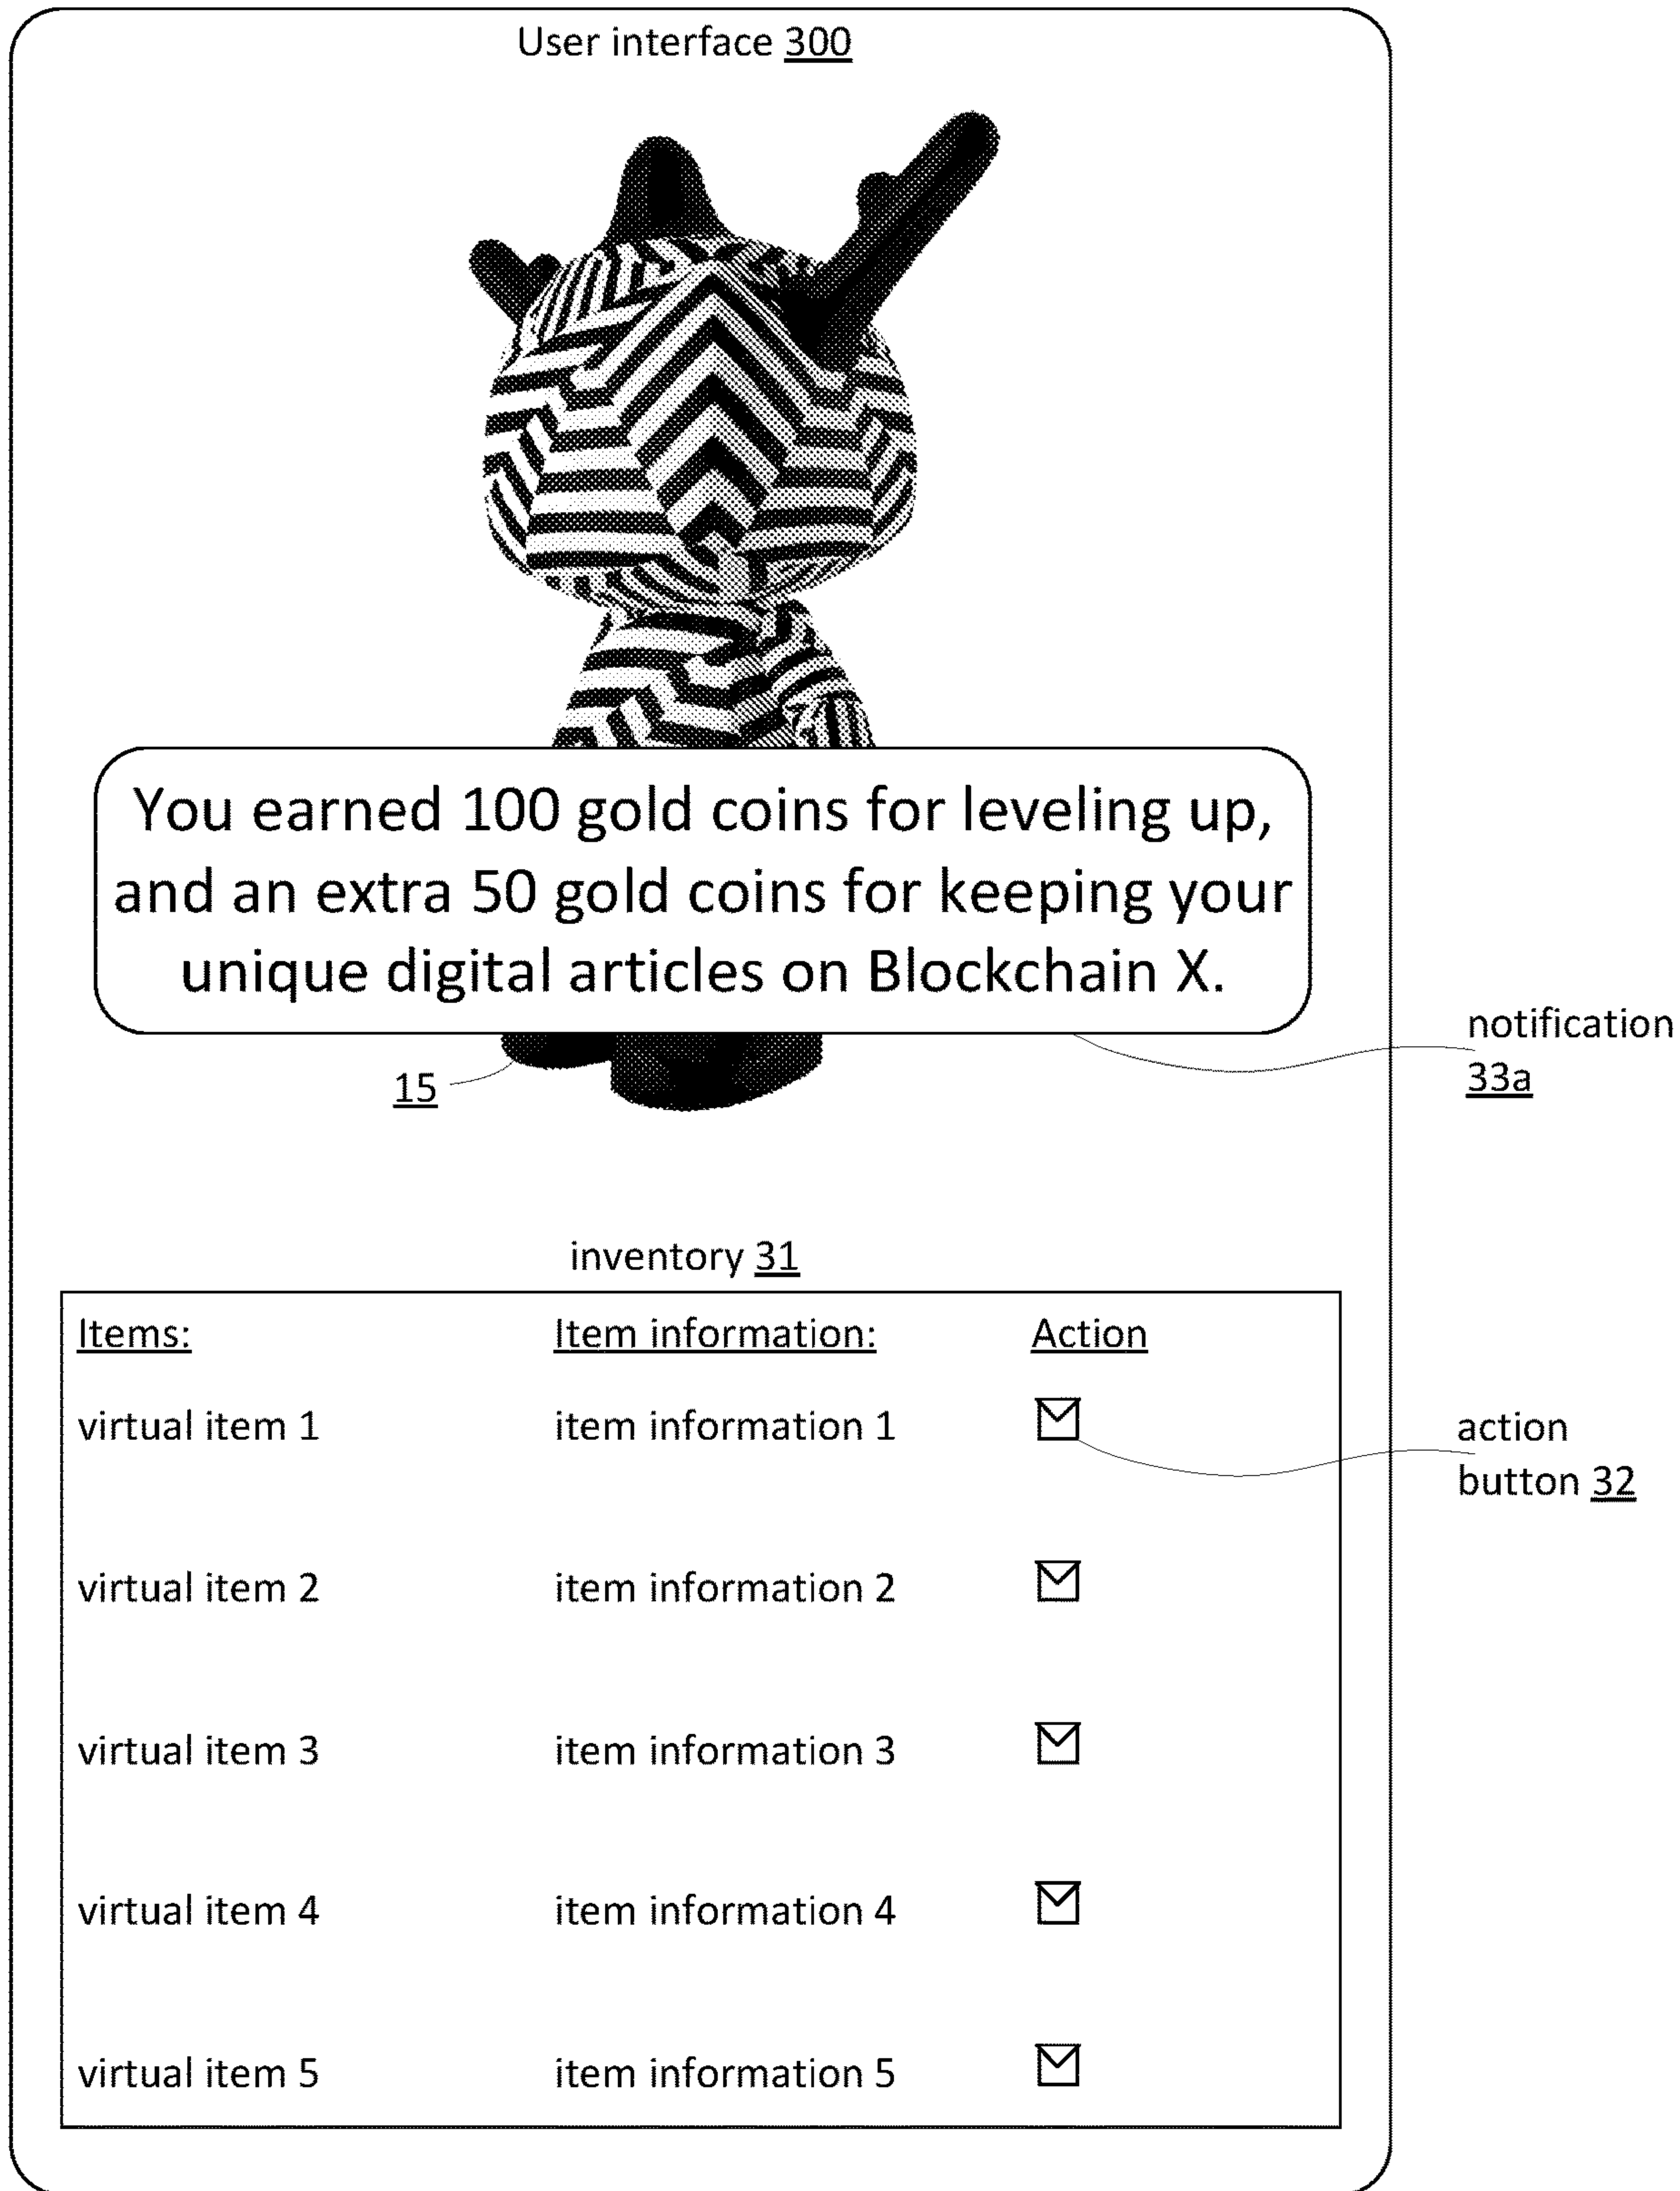 User interface 300
You earned 100 gold coins for leveling up,
and an extra 50 gold coins for keeping your
unique digital articles on Blockchain X.
notification
33a
15
inventory 31
Items: Item information: Action
virtual item 1 item information 1
action
button 32
virtual item 2 item information 2
virtual item 3 item information 3
virtual item 4 item information 4
virtual item 5 item information 5